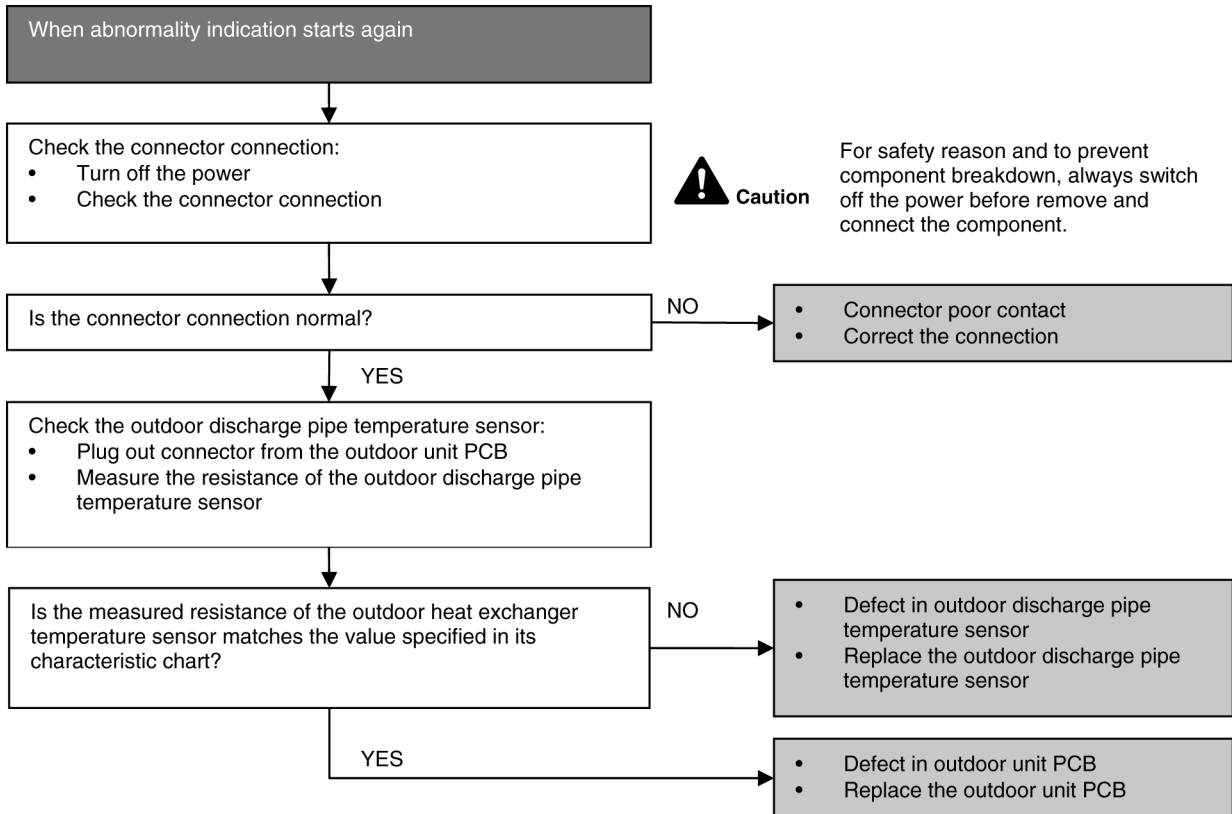 When abnormality indication starts again
Check the connector connection:
• Turn off the power
• Check the connector connection
Caution
For safety reason and to prevent
component breakdown, always switch
off the power before remove and
connect the component.
Is the connector connection normal?
NO
• Connector poor contact
• Correct the connection
YES
Check the outdoor discharge pipe temperature sensor:
• Plug out connector from the outdoor unit PCB
• Measure the resistance of the outdoor discharge pipe
temperature sensor
Is the measured resistance of the outdoor heat exchanger
temperature sensor matches the value specified in its
characteristic chart?
NO
• Defect in outdoor discharge pipe
temperature sensor
• Replace the outdoor discharge pipe
temperature sensor
YES
• Defect in outdoor unit PCB
• Replace the outdoor unit PCB